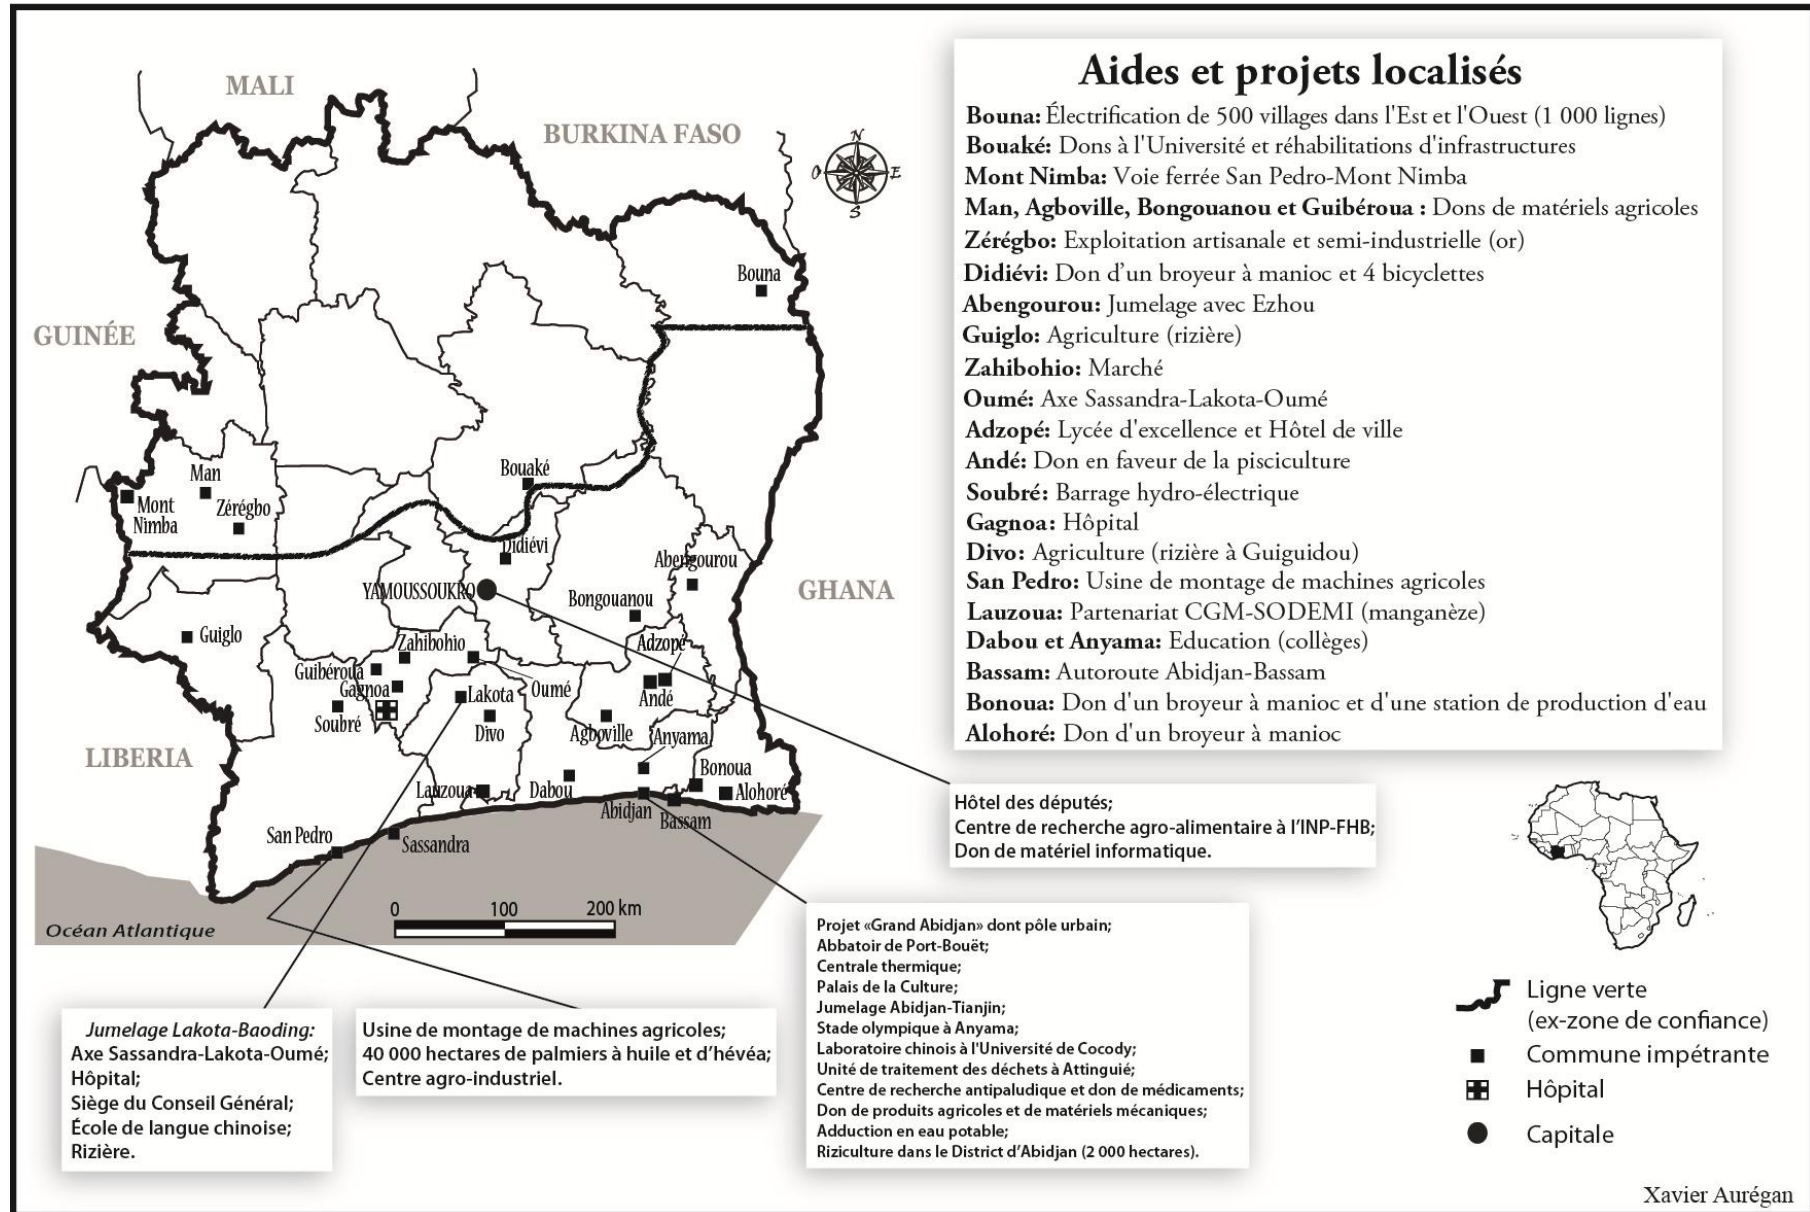 MALI
BURKINA FASO
N
O
E
S
GUINÉE
Bouna
Man
Mont
Nimba
Zérégbo
Bouaké
Didiévi
Abengourou
YAMOUSSOUKRO
Bongouanou
GHANA
Guiglo
Zahibohio
Adzopé
Guibéroua
Gagnoa
Lakota
Oumé
Andé
Soubré
Divo
Agboville
Anyama
LIBERIA
Lauzoua
Dabou
Bonoua
Alohoré
Abidjan
Bassam
San Pedro
Sassandra
0 100 200 km
Océan Atlantique
Aides et projets localisés
Bouna: Électrification de 500 villages dans l'Est et l'Ouest (1 000 lignes)
Bouaké: Dons à l'Université et réhabilitations d'infrastructures
Mont Nimba: Voie ferrée San Pedro-Mont Nimba
Man, Agboville, Bongouanou et Guibéroua : Dons de matériels agricoles
Zérégbo: Exploitation artisanale et semi-industrielle (or)
Didiévi: Don d’un broyeur à manioc et 4 bicyclettes
Abengourou: Jumelage avec Ezhou
Guiglo: Agriculture (rizière)
Zahibohio: Marché
Oumé: Axe Sassandra-Lakota-Oumé
Adzopé: Lycée d'excellence et Hôtel de ville
Andé: Don en faveur de la pisciculture
Soubré: Barrage hydro-électrique
Gagnoa: Hôpital
Divo: Agriculture (rizière à Guiguidou)
San Pedro: Usine de montage de machines agricoles
Lauzoua: Partenariat CGM-SODEMI (manganèze)
Dabou et Anyama: Education (collèges)
Bassam: Autoroute Abidjan-Bassam
Bonoua: Don d'un broyeur à manioc et d'une station de production d'eau
Alohoré: Don d'un broyeur à manioc
Hôtel des députés;
Centre de recherche agro-alimentaire à l’INP-FHB;
Don de matériel informatique.
Projet «Grand Abidjan» dont pôle urbain;
Abbatoir de Port-Bouët;
Centrale thermique;
Palais de la Culture;
Jumelage Abidjan-Tianjin;
Stade olympique à Anyama;
Laboratoire chinois à l'Université de Cocody;
Unité de traitement des déchets à Attinguié;
Centre de recherche antipaludique et don de médicaments;
Don de produits agricoles et de matériels mécaniques;
Adduction en eau potable;
Riziculture dans le District d’Abidjan (2 000 hectares).
Jumelage Lakota-Baoding:
Axe Sassandra-Lakota-Oumé;
Hôpital;
Siège du Conseil Général;
École de langue chinoise;
Rizière.
Usine de montage de machines agricoles;
40 000 hectares de palmiers à huile et d’hévéa;
Centre agro-industriel.
Ligne verte
(ex-zone de confiance)
Commune impétrante
Hôpital
Capitale
Xavier Aurégan